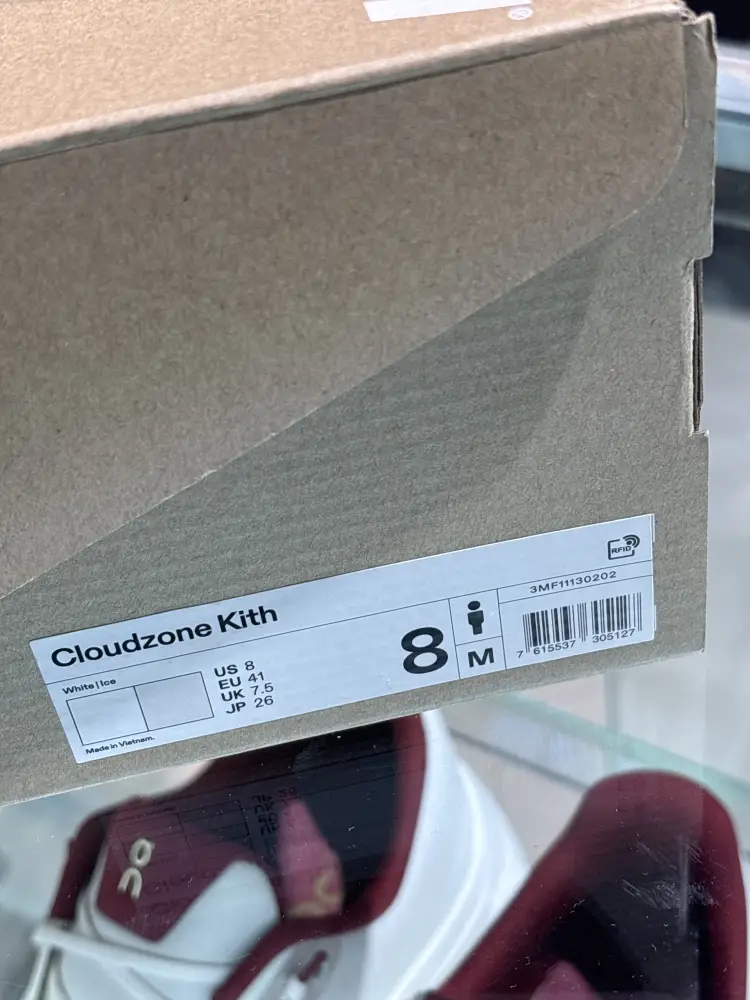 RFID
3MF11130202
Cloudzone Kith
White | Ice
US 8
EU 41
UK 7.5
JP 26
8
M
7 615537 305127
Made in Vietnam.